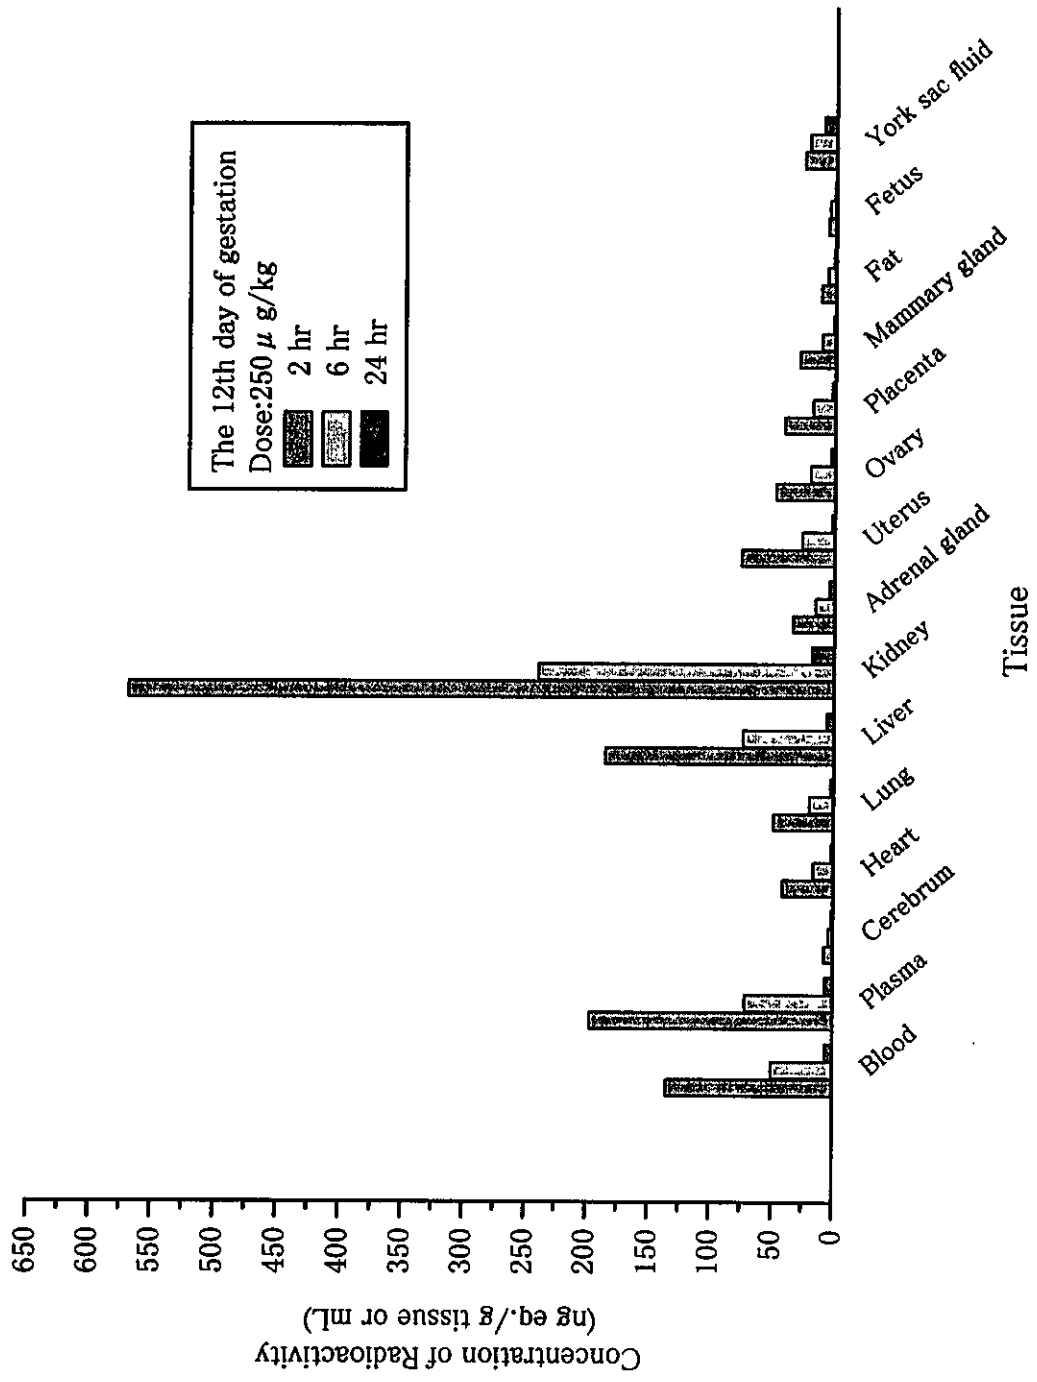 The 12th day of gestation
Dose:250 μ g/kg
2 hr
6 hr
24 hr
Concentration of Radioactivity
(ng eq./g tissue or mL)
650
600
550
500
450
400
350
300
250
200
150
100
50
0
Blood
Plasma
Cerebrum
Heart
Lung
Liver
Kidney
Adrenal gland
Uterus
Ovary
Placenta
Mammary gland
Fat
Fetus
York sac fluid
Tissue